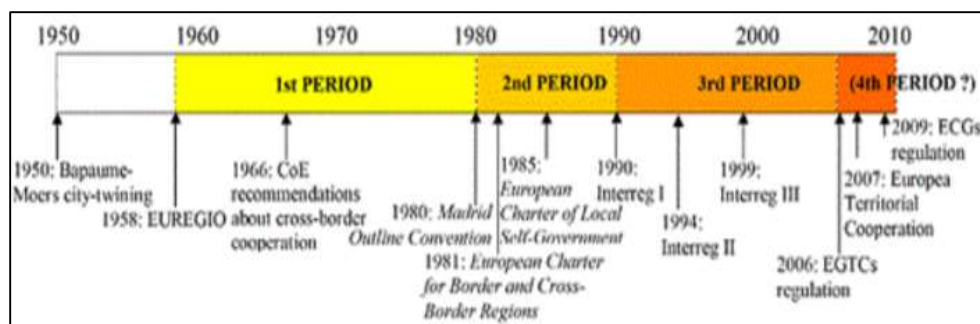 1950 1960 1970 1980 1990 2000 2010
1st PERIOD 2nd PERIOD 3rd PERIOD (4th PERIOD ?)
1950: Bapaume-
Moers city-twining
1958: EUREGIO
1966: CoE
recommendations
about cross-border
cooperation
1980: Madrid
Outline Convention
1981: European Charter
for Border and Cross-
Border Regions
1985:
European
Charter of Local
Self-Government
1990:
Interreg I
1994:
Interreg II
1999:
Interreg III
2006: EGTCs
regulation
2007: Europea
Territorial
Cooperation
2009: ECGs
regulation